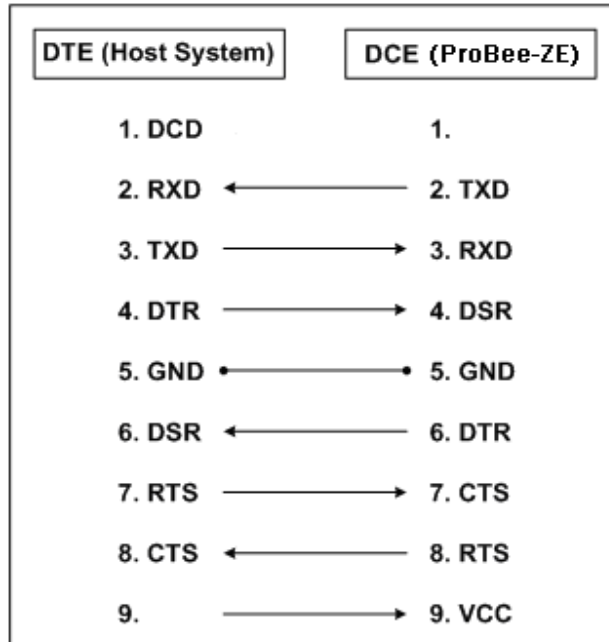 DTE (Host System) DCE (ProBee-ZE)
1. DCD 1.
2. RXD 2. TXD
3. TXD 3. RXD
4. DTR 4. DSR
5. GND 5. GND
6. DSR 6. DTR
7. RTS 7. CTS
8. CTS 8. RTS
9. 9. VCC